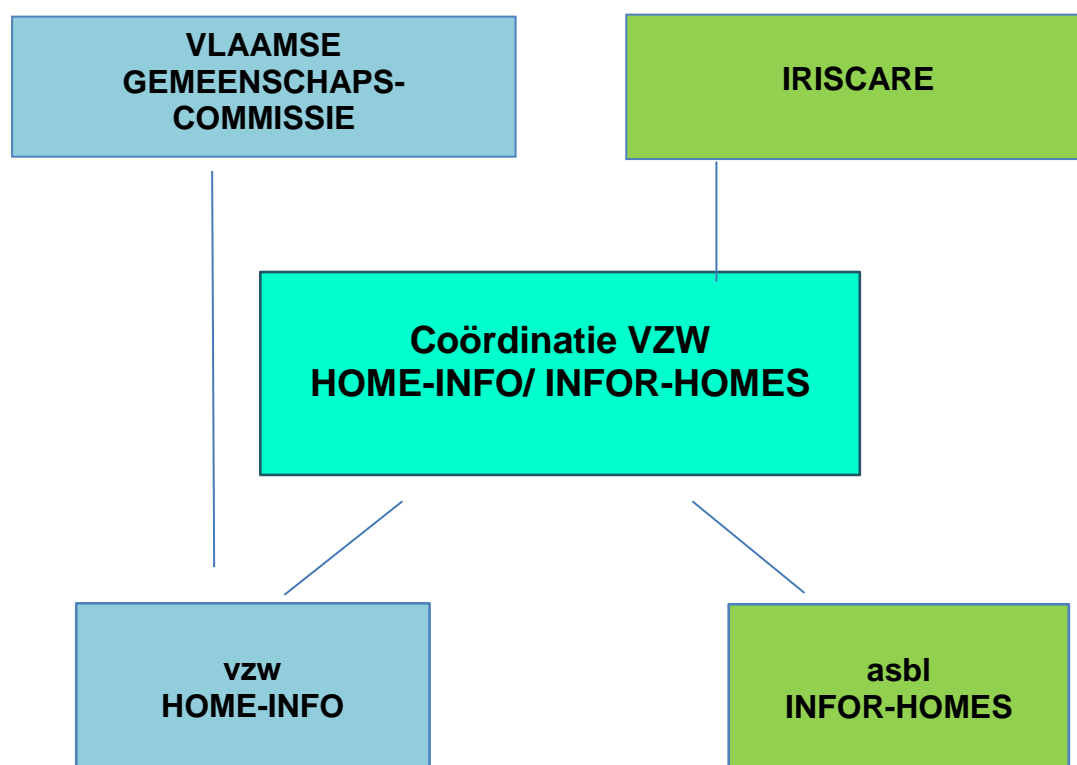 VLAAMSE
GEMEENSCHAPS-
COMMISSIE
IRISCARE
Coördinatie VZW
HOME-INFO/ INFOR-HOMES
vzw
HOME-INFO
asbl
INFOR-HOMES